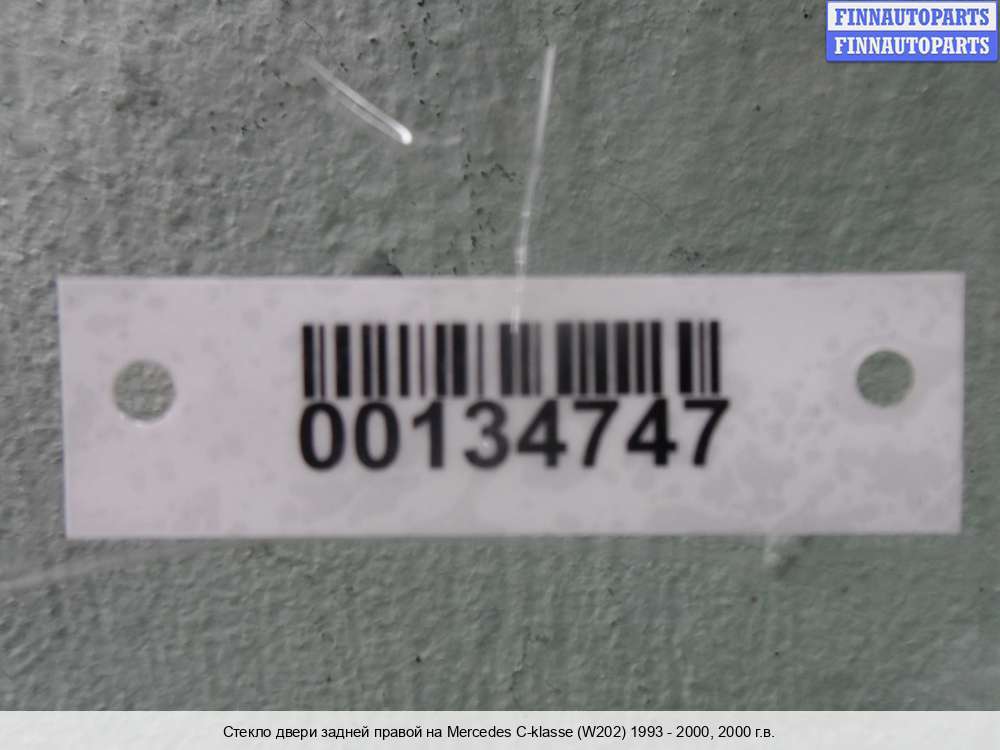 FINNAUTOPARTS
FINNAUTOPARTS
00134747
Стекло двери задней правой на Mercedes C-klasse (W202) 1993 - 2000, 2000 г.в.